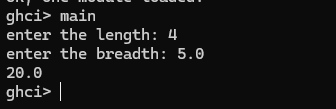 ghci> main
enter the length: 4
enter the breadth: 5.0
20.0
ghci>